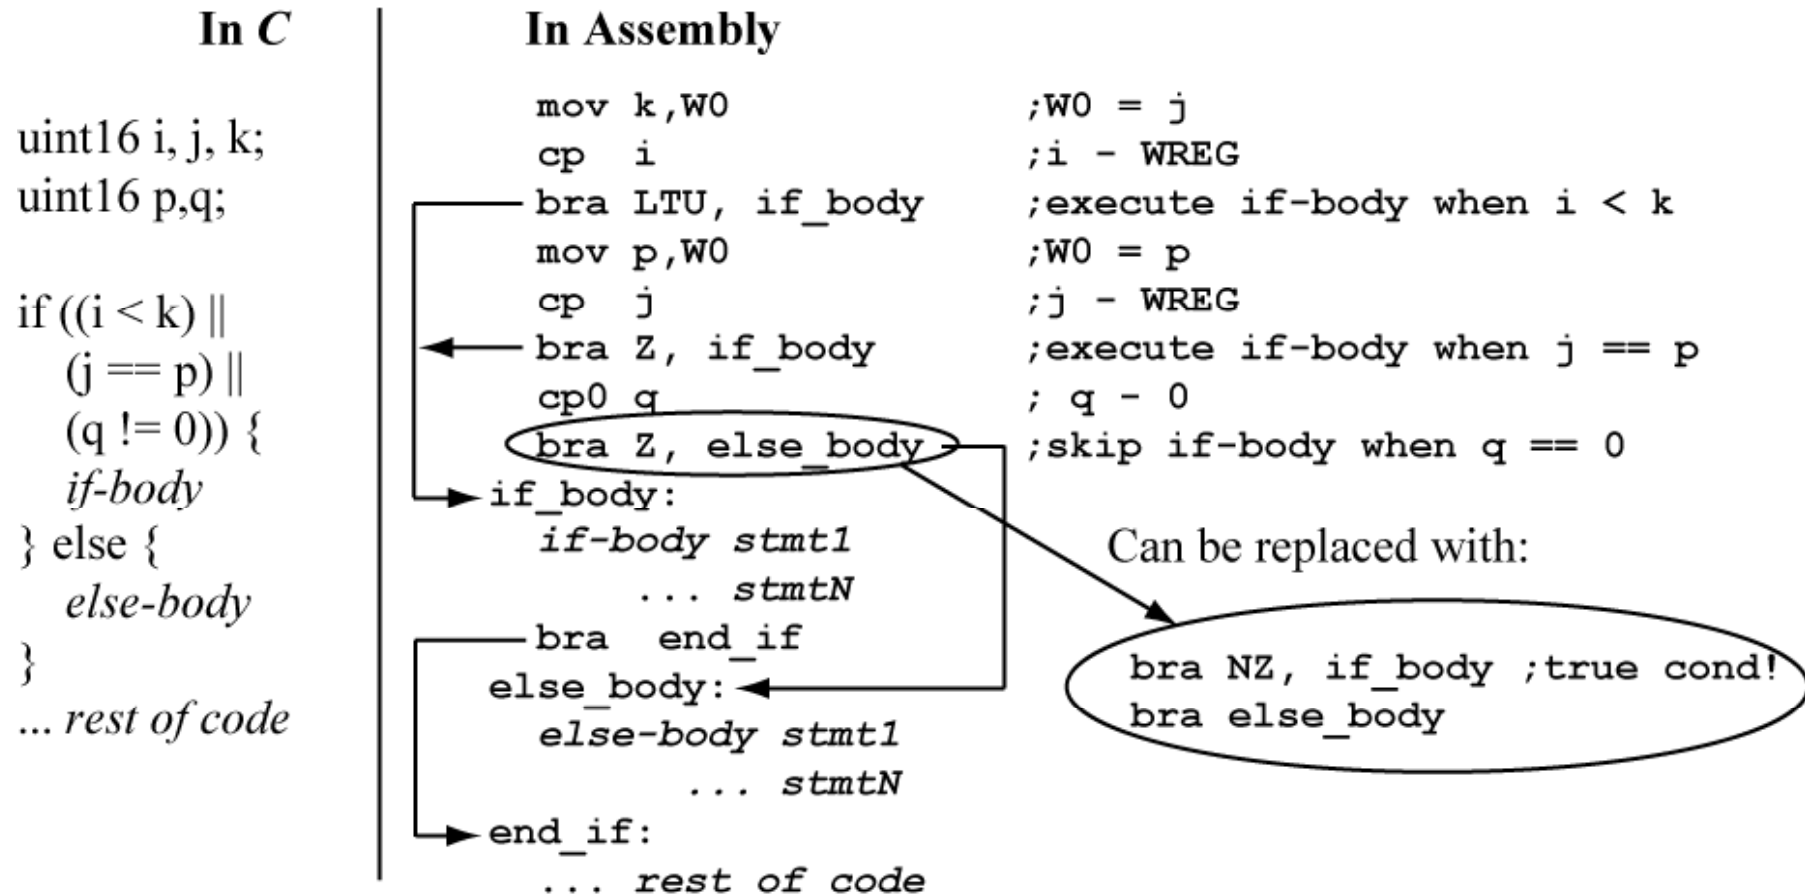 In C
uint16 i, j, k;
uint16 p,q;
if ((i < k) ||
(j == p) ||
(q != 0)) {
if-body
} else {
else-body
}
... rest of code
In Assembly
mov k,W0 ;W0 = j
cp i ;i - WREG
bra LTU, if_body ;execute if-body when i < k
mov p,W0 ;W0 = p
cp j ;j - WREG
bra Z, if_body ;execute if-body when j == p
cp0 q ; q - 0
bra Z, else_body ;skip if-body when q == 0
if_body:
if-body stmt1
... stmtN
bra end_if
else_body:
else-body stmt1
... stmtN
end_if:
... rest of code
Can be replaced with:
bra NZ, if_body ;true cond!
bra else_body